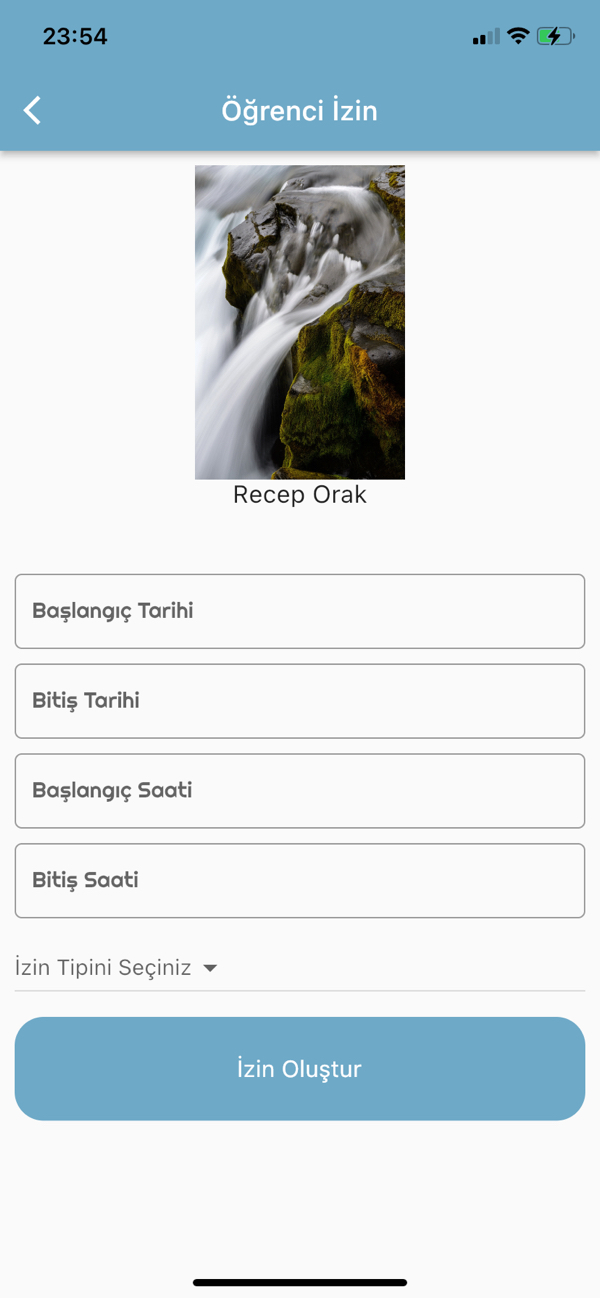 23:54
Öğrenci İzin
Recep Orak
Başlangıç Tarihi
Bitiş Tarihi
Başlangıç Saati
Bitiş Saati
İzin Tipini Seçiniz
İzin Oluştur